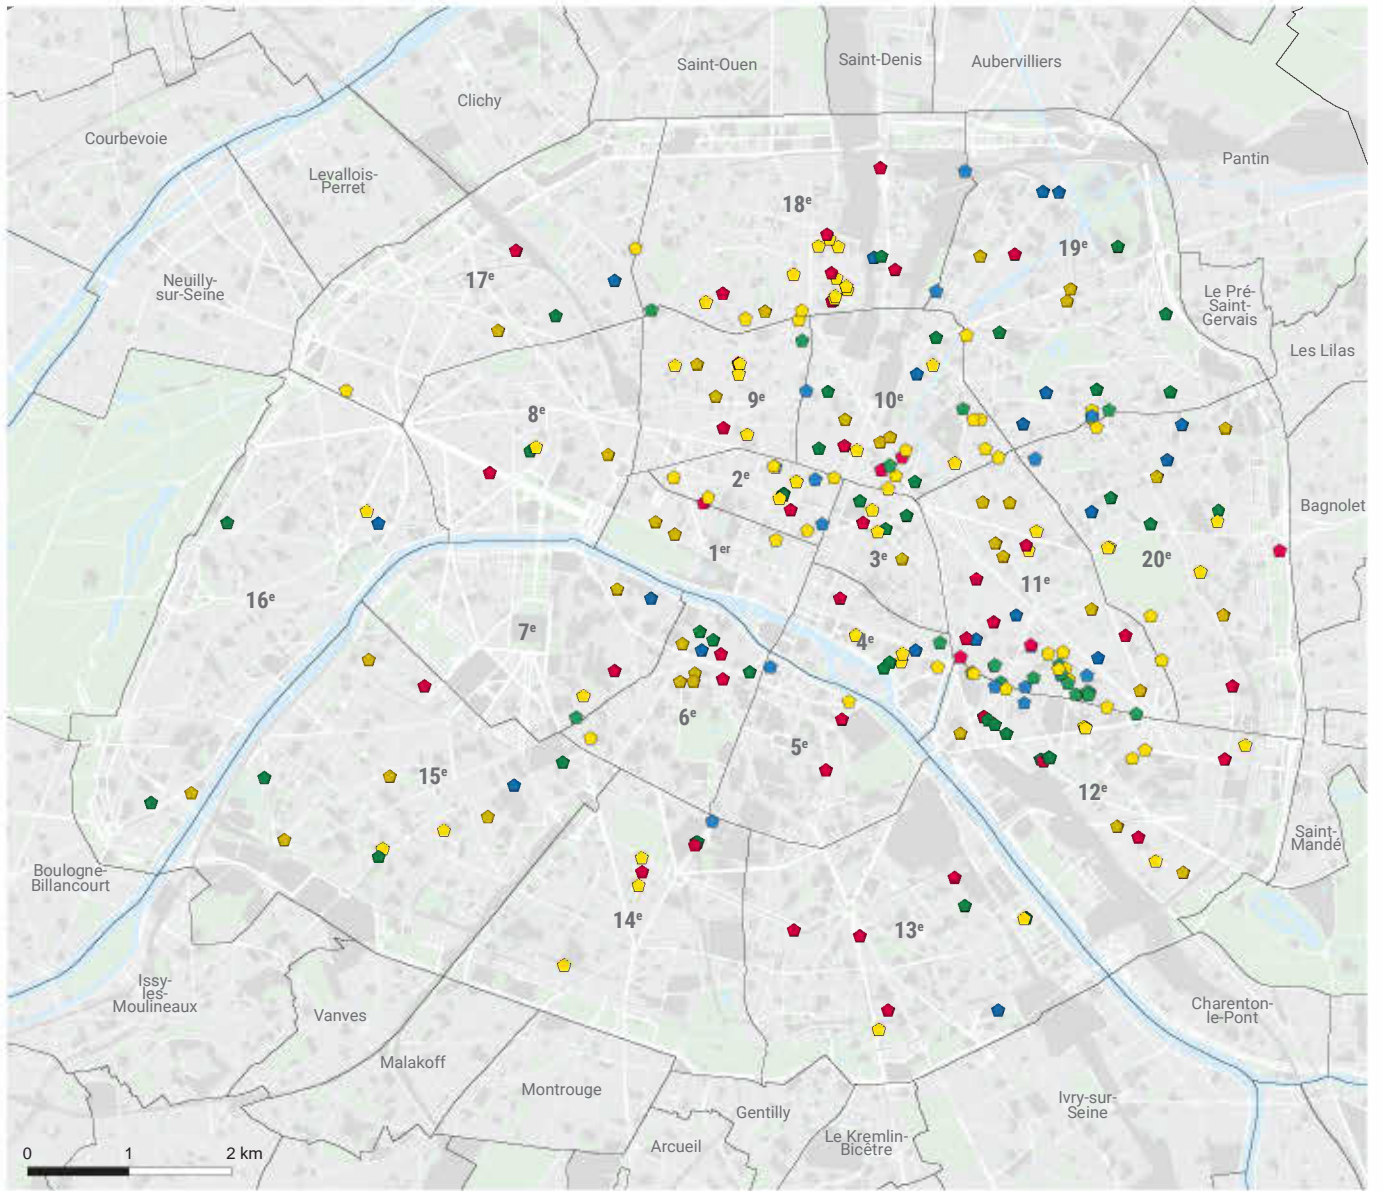 Saint-Ouen
Saint-Denis
Aubervilliers
Clichy
Courbevoie
Levallois-
Perret
Pantin
18e
19e
17e
Neuilly-
sur-Seine
Le Pré-
Saint-
Gervais
Les Lilas
8e
9e
10e
2e
Bagnolet
1er
3e
11e
20e
16e
7e
4e
6e
5e
15e
12e
Saint-
Mandé
Boulogne-
Billancourt
14e
13e
Issy-
les-
Moulineaux
Vanves
Charenton-
le-Pont
Malakoff
Montrouge
Gentilly
Ivry-sur-
Seine
Arcueil
Le Kremlin-
Bicêtre
0 1 2 km